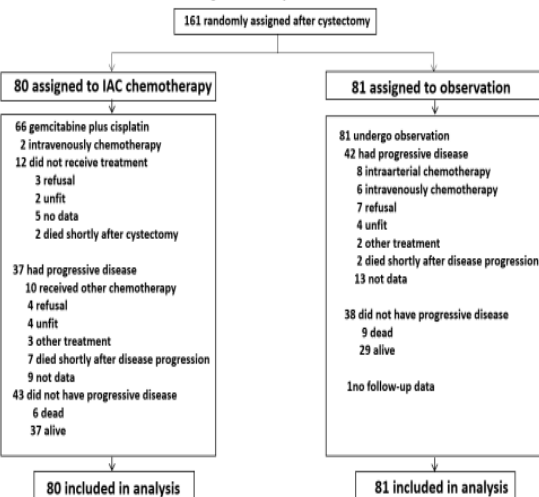 161 randomly assigned after cystectomy
80 assigned to IAC chemotherapy
66 gemcitabine plus cisplatin
2 intravenously chemotherapy
12 did not receive treatment
3 refusal
2 unfit
5 no data
2 died shortly after cystectomy
37 had progressive disease
10 received other chemotherapy
4 refusal
4 unfit
3 other treatment
7 died shortly after disease progression
9 not data
43 did not have progressive disease
6 dead
37 alive
80 included in analysis
81 assigned to observation
81 undergo observation
42 had progressive disease
8 intraarterial chemotherapy
6 intravenously chemotherapy
7 refusal
4 unfit
2 other treatment
2 died shortly after disease progression
13 not data
38 did not have progressive disease
9 dead
29 alive
1no follow-up data
81 included in analysis